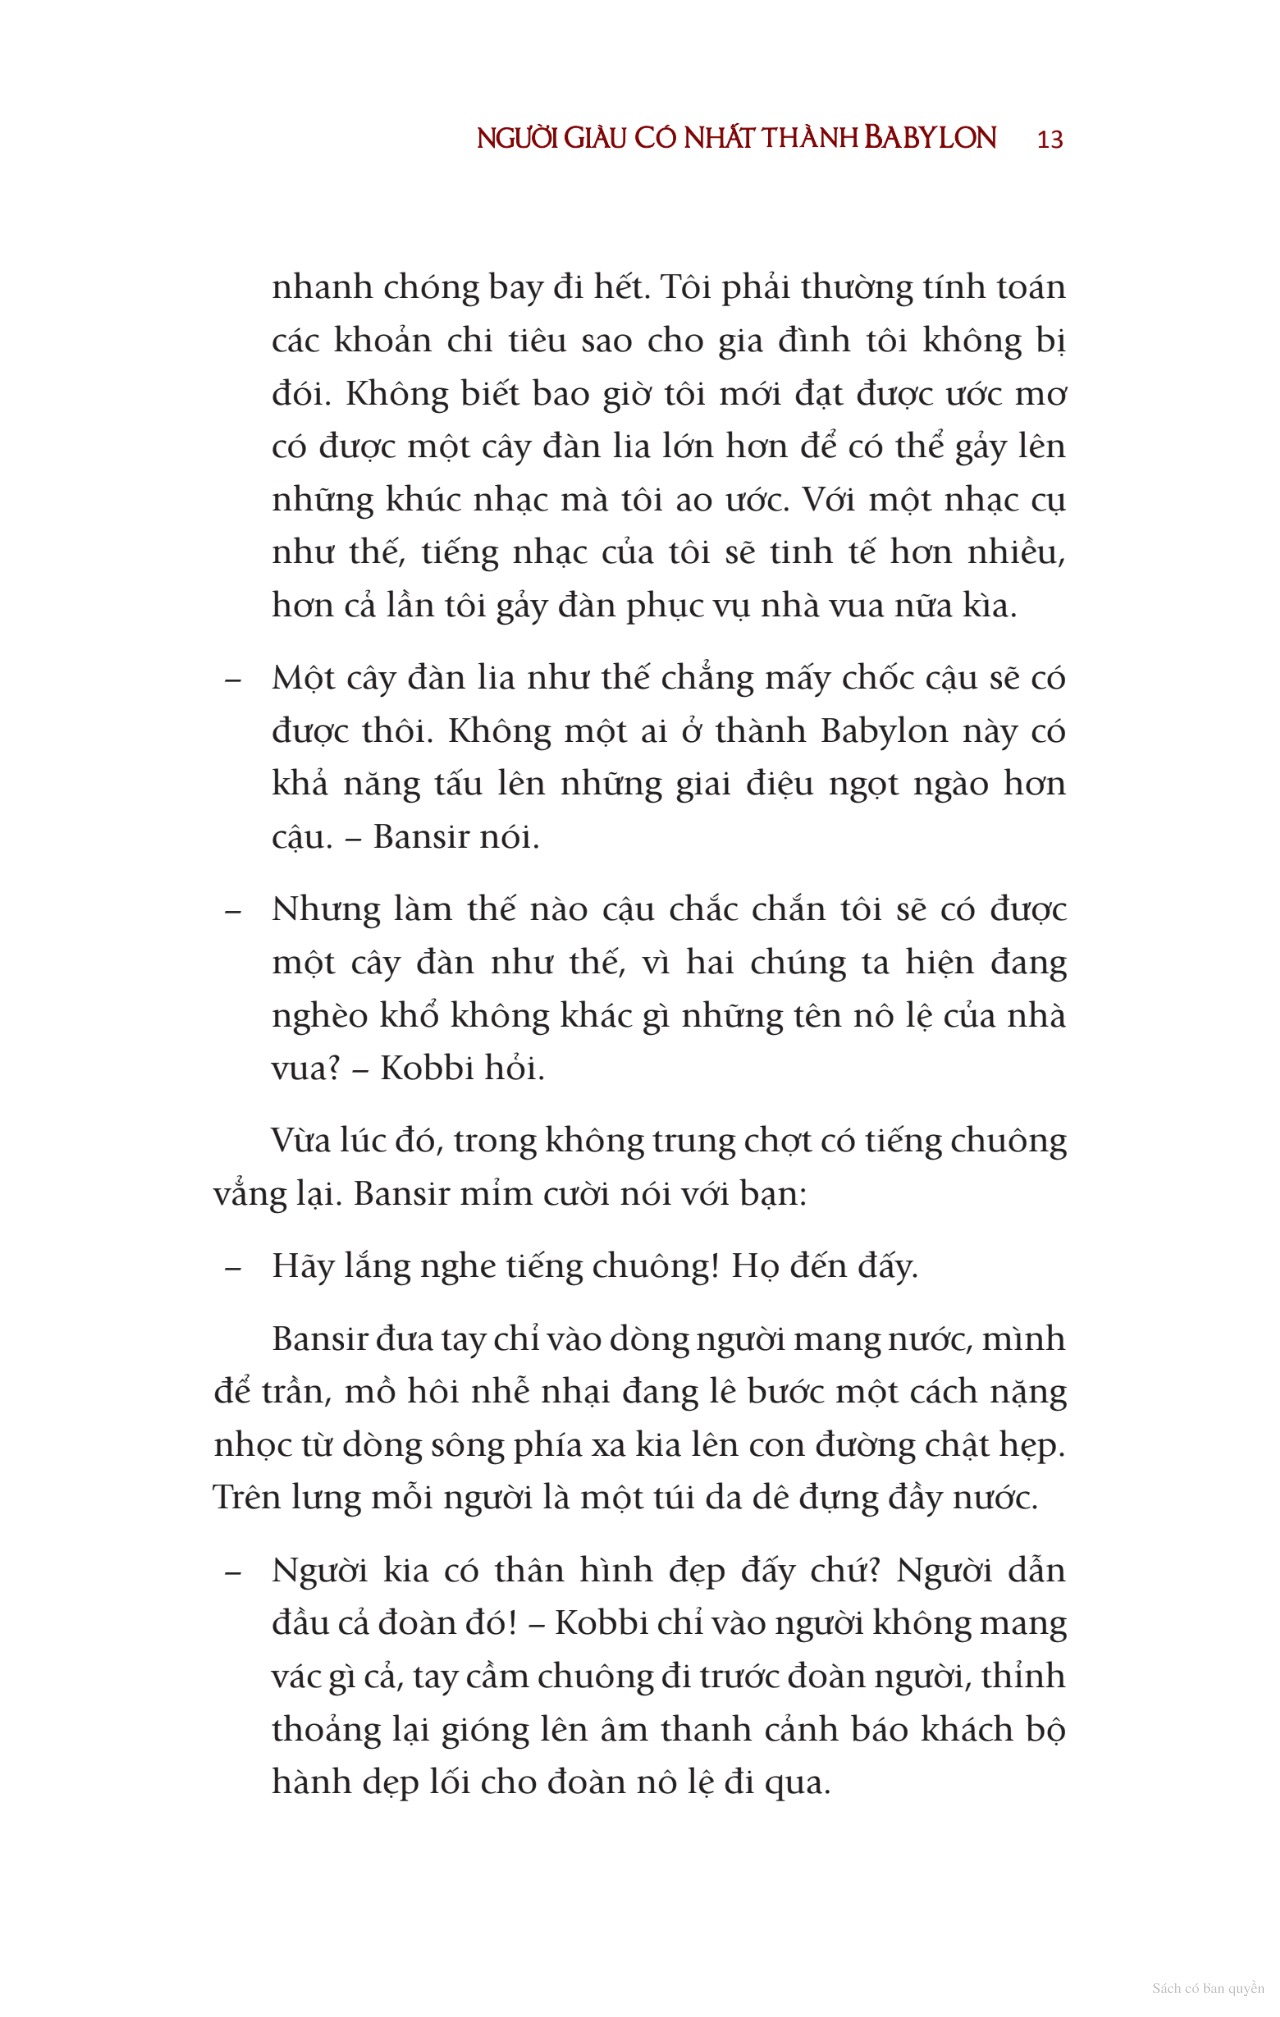 NGƯỜI GIÀU CÓ NHẤT THÀNH BABYLON 13
nhanh chóng bay đi hết. Tôi phải thường tính toán
các khoản chi tiêu sao cho gia đình tôi không bị
đói. Không biết bao giờ tôi mới đạt được ước mơ
có được một cây đàn lia lớn hơn để có thể gảy lên
những khúc nhạc mà tôi ao ước. Với một nhạc cụ
như thế, tiếng nhạc của tôi sẽ tinh tế hơn nhiều,
hơn cả lần tôi gảy đàn phục vụ nhà vua nữa kìa.
– Một cây đàn lia như thế chẳng mấy chốc cậu sẽ có
được thôi. Không một ai ở thành Babylon này có
khả năng tấu lên những giai điệu ngọt ngào hơn
cậu. – Bansir nói.
– Nhưng làm thế nào cậu chắc chắn tôi sẽ có được
một cây đàn như thế, vì hai chúng ta hiện đang
nghèo khổ không khác gì những tên nô lệ của nhà
vua? – Kobbi hỏi.
Vừa lúc đó, trong không trung chợt có tiếng chuông
vẳng lại. Bansir mỉm cười nói với bạn:
– Hãy lắng nghe tiếng chuông! Họ đến đấy.
Bansir đưa tay chỉ vào dòng người mang nước, mình
để trần, mồ hôi nhễ nhại đang lê bước một cách nặng
nhọc từ dòng sông phía xa kia lên con đường chật hẹp.
Trên lưng mỗi người là một túi da dê đựng đầy nước.
– Người kia có thân hình đẹp đấy chứ? Người dẫn
đầu cả đoàn đó! – Kobbi chỉ vào người không mang
vác gì cả, tay cầm chuông đi trước đoàn người, thỉnh
thoảng lại gióng lên âm thanh cảnh báo khách bộ
hành dẹp lối cho đoàn nô lệ đi qua.
Sách có bản quyền